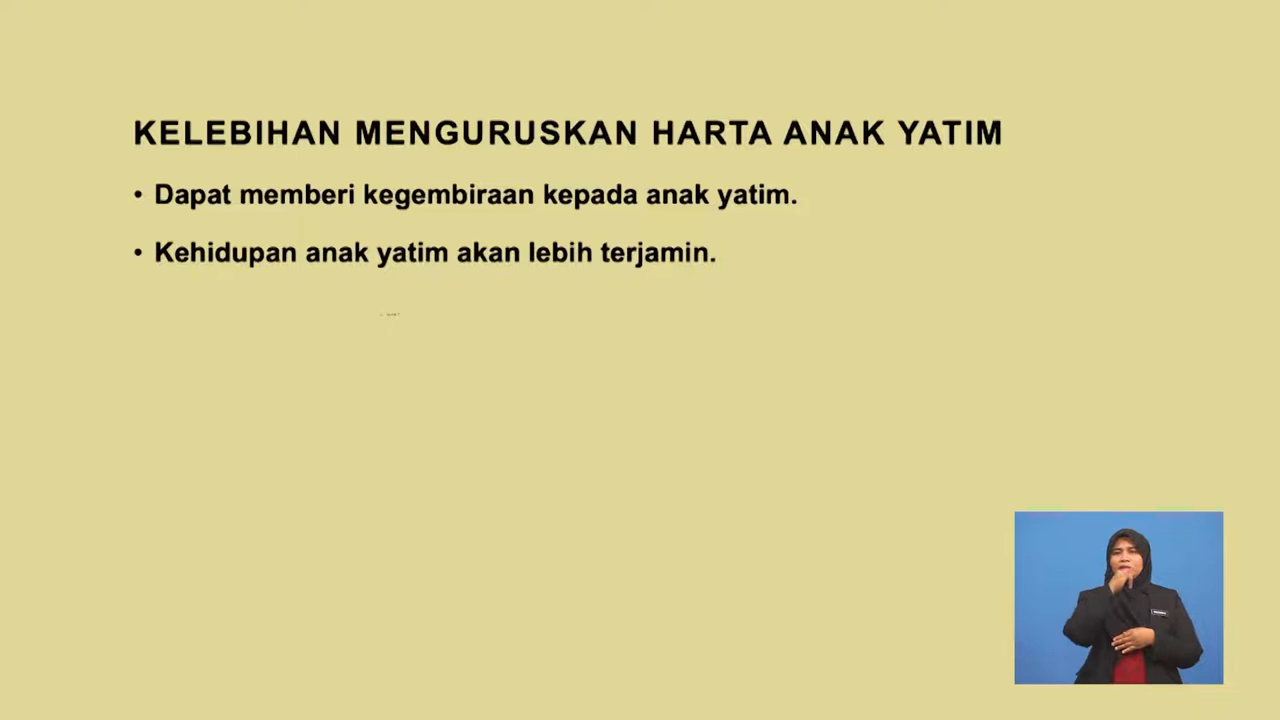 KELEBIHAN MENGURUSKAN HARTA ANAK YATIM
• Dapat memberi kegembiraan kepada anak yatim.
• Kehidupan anak yatim akan lebih terjamin.